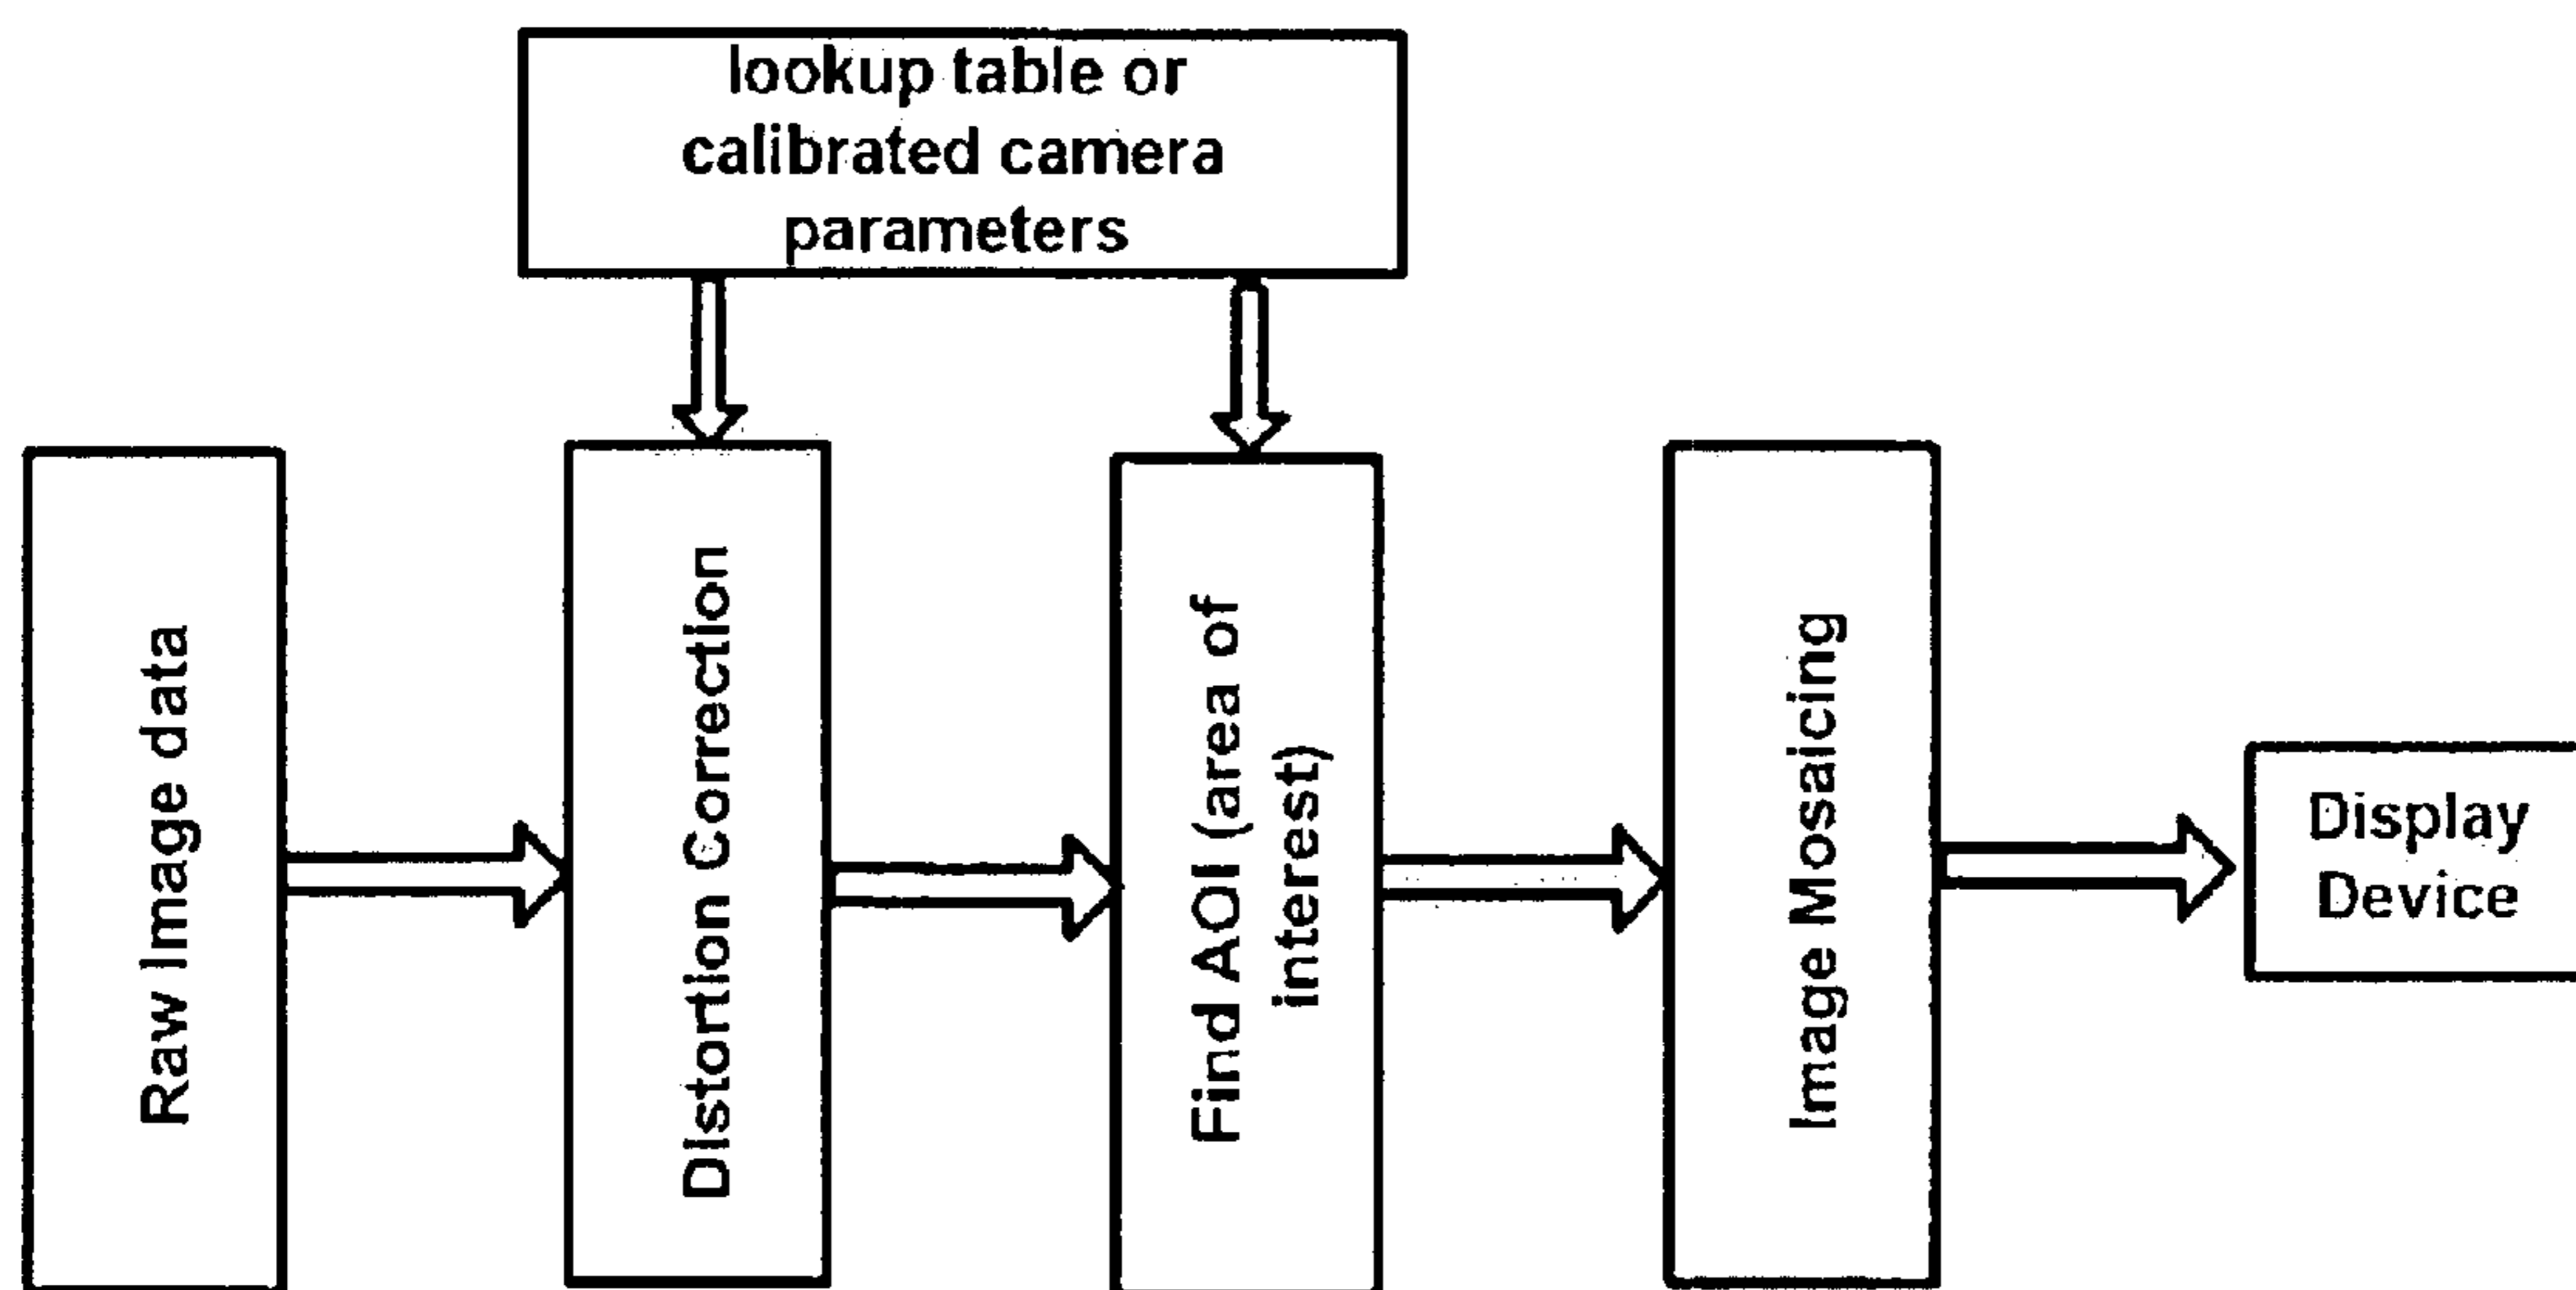 lookup table or
calibrated camera
parameters
Raw Image data
Distortion Correction
Find AOI (area of
interest)
Image Mosaicing
Display
Device